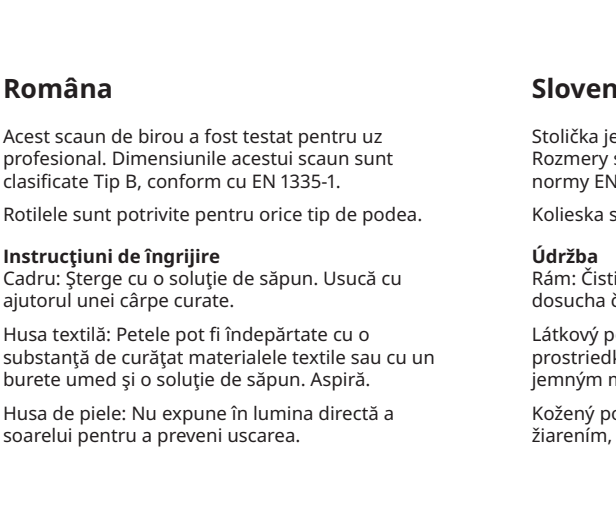 Româna
Acest scaun de birou a fost testat pentru uz
profesional. Dimensiunile acestui scaun sunt
clasificate Tip B, conform cu EN 1335-1.
Rotilele sunt potrivite pentru orice tip de podea.
Instrucţiuni de îngrijire
Cadru: Şterge cu o soluţie de săpun. Usucă cu
ajutorul unei cârpe curate.
Husa textilă: Petele pot fi îndepărtate cu o
substanţă de curăţat materialele textile sau cu un
burete umed şi o soluţie de săpun. Aspiră.
Husa de piele: Nu expune în lumina directă a
soarelui pentru a preveni uscarea.
Sloven
Stolička je
Rozmery s
normy EN
Kolieska s
Údržba
Rám: Čisti
dosucha č
Látkový p
prostried
jemným n
Kožený po
žiarením,